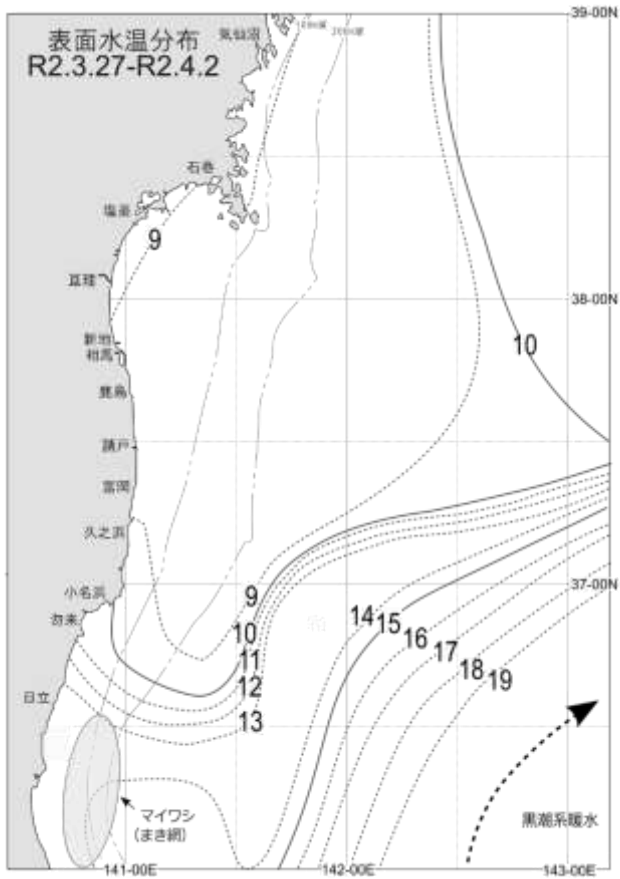 39-00N
表面水温分布
R2.3.27-R2.4.2
気仙沼
石巻
塩釜
9
亘理
38-00N
新地
相馬
10
鹿島
請戸
富岡
久之浜
37-00N
小名浜
勿来
9
10
11
12
13
14
15
16
17
18
19
日立
マイワシ
(まき網)
黒潮系暖水
141-00E
142-00E
143-00E